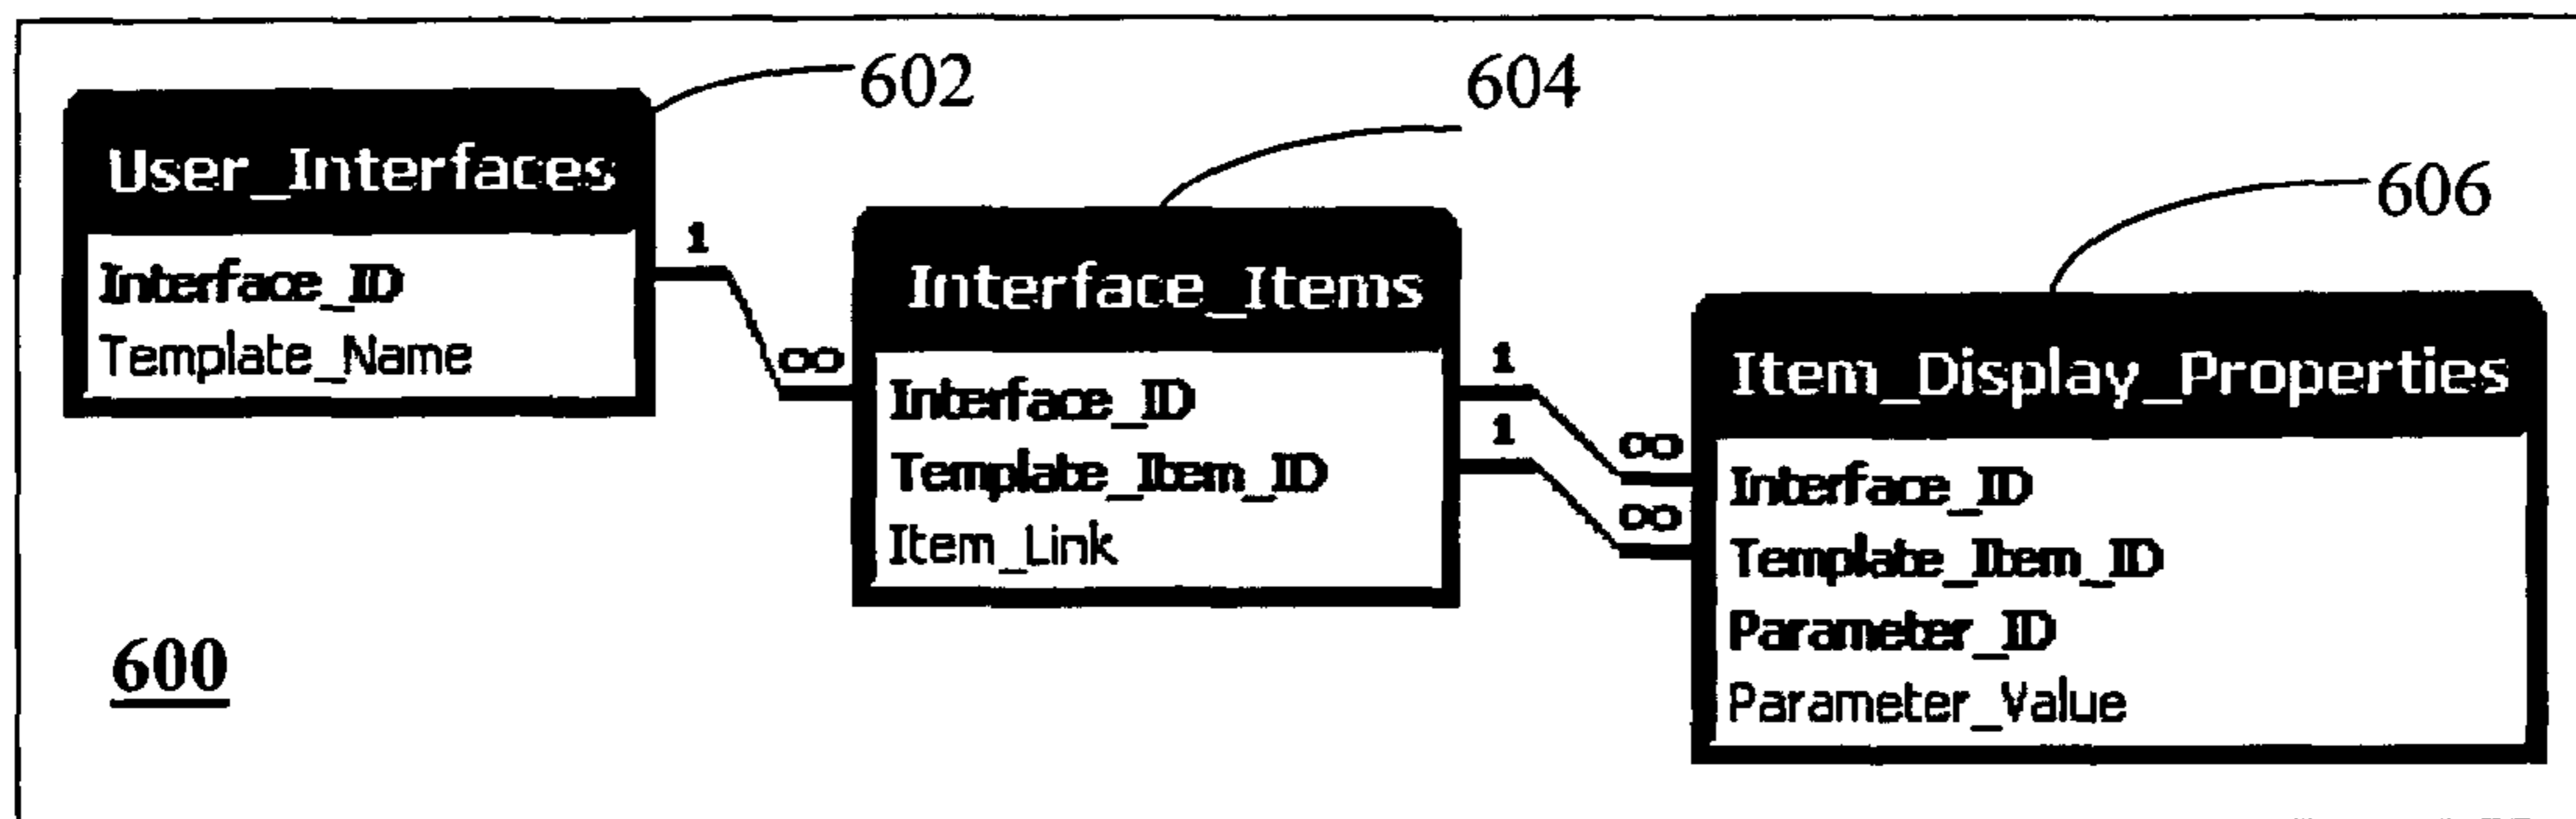 602
User_Interfaces
1
Interface_ID
Template_Name
∞
604
Interface_Items
Interface_ID
Template_Item_ID
Item_Link
1
1
∞
∞
606
Item_Display_Properties
Interface_ID
Template_Item_ID
Parameter_ID
Parameter_Value
600